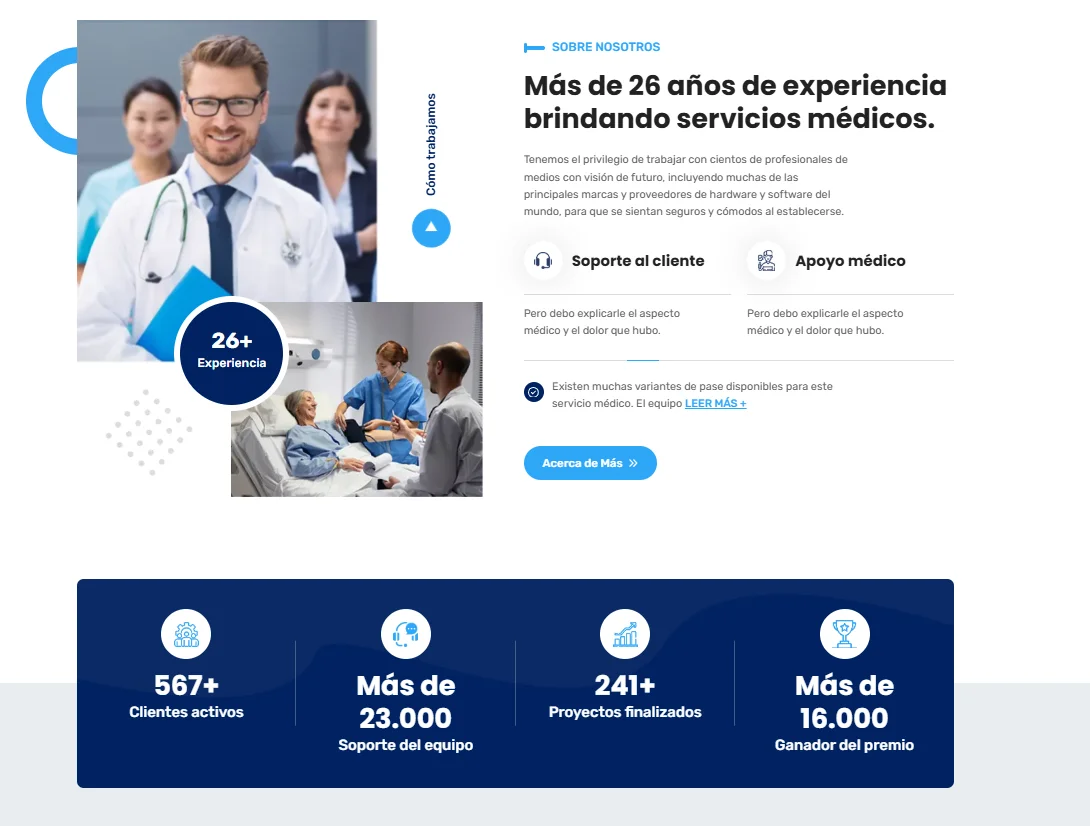 Cómo trabajamos
26+
Experiencia
SOBRE NOSOTROS
Más de 26 años de experiencia
brindando servicios médicos.
Tenemos el privilegio de trabajar con cientos de profesionales de
medios con visión de futuro, incluyendo muchas de las
principales marcas y proveedores de hardware y software del
mundo, para que se sientan seguros y cómodos al establecerse.
Soporte al cliente
Pero debo explicarle el aspecto
médico y el dolor que hubo.
Apoyo médico
Pero debo explicarle el aspecto
médico y el dolor que hubo.
Existen muchas variantes de pase disponibles para este
servicio médico. El equipo LEER MÁS +
Acerca de Más »
567+
Clientes activos
Más de
23.000
Soporte del equipo
241+
Proyectos finalizados
Más de
16.000
Ganador del premio